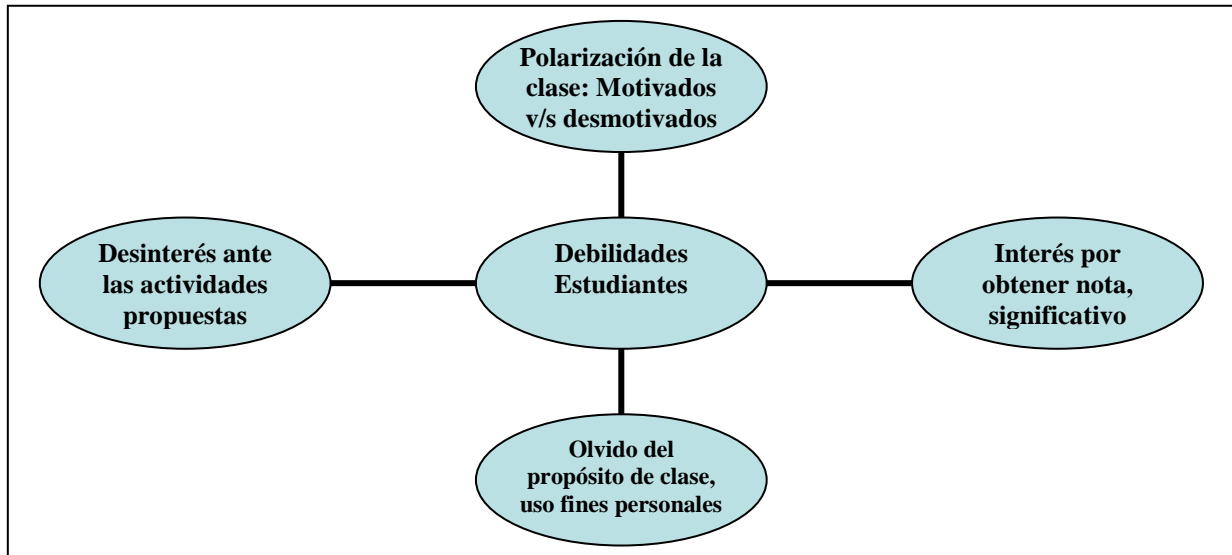 Polarización de la
clase: Motivados
v/s desmotivados
Desinterés ante
las actividades
propuestas
Debilidades
Estudiantes
Interés por
obtener nota,
significativo
Olvido del
propósito de clase,
uso fines personales